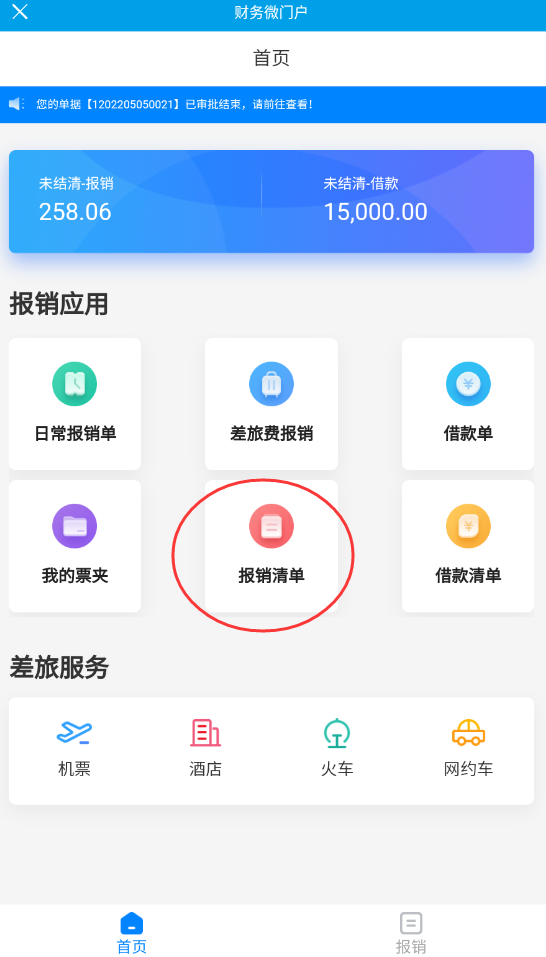 财务微门户
首页
您的单据【1202205050021】已审批结束，请前往查看！
未结清-报销
未结清-借款
258.06
15,000.00
报销应用
日常报销单
差旅费报销
借款单
我的票夹
报销清单
借款清单
差旅服务
机票
酒店
火车
网约车
首页
报销